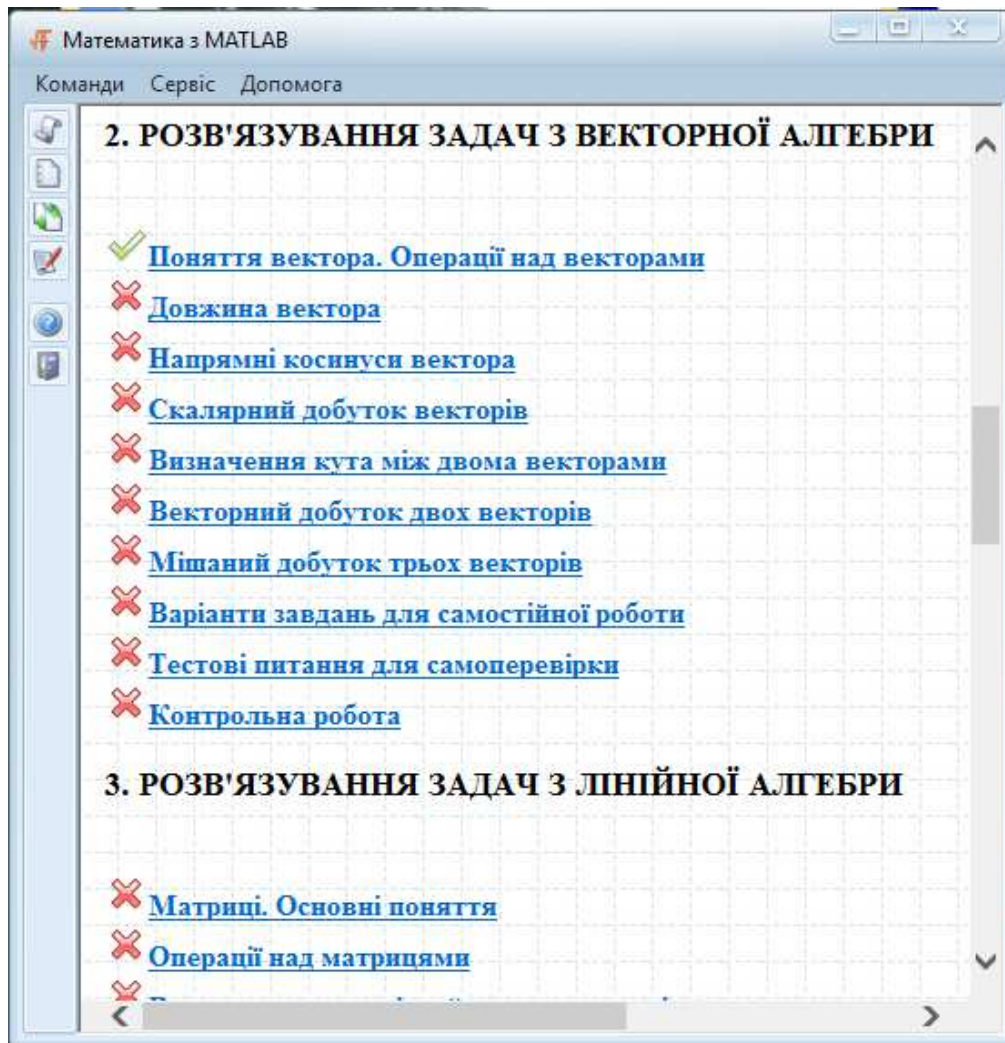 Математика з MATLAB
Команди Сервіс Допомога
2. РОЗВ'ЯЗУВАННЯ ЗАДАЧ З ВЕКТОРНОЇ АЛГЕБРИ
Поняття вектора. Операції над векторами
Довжина вектора
Напрямні косинуси вектора
Скалярний добуток векторів
Визначення кута між двома векторами
Векторний добуток двох векторів
Мішаний добуток трьох векторів
Варіанти завдань для самостійної роботи
Тестові питання для самоперевірки
Контрольна робота
3. РОЗВ'ЯЗУВАННЯ ЗАДАЧ З ЛІНІЙНОЇ АЛГЕБРИ
Матриці. Основні поняття
Операції над матрицями